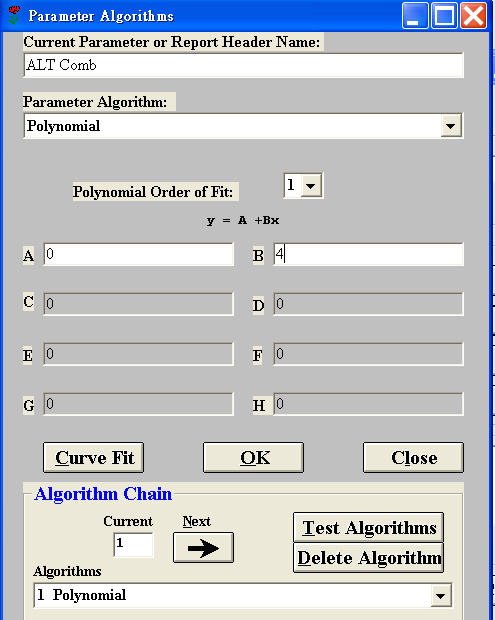 Parameter Algorithms
Current Parameter or Report Header Name:
ALT Comb
Parameter Algorithm:
Polynomial
Polynomial Order of Fit: 1
y = A +Bx
A 0 B 4
C 0 D 0
E 0 F 0
G 0 H 0
Curve Fit OK Close
Algorithm Chain
Current Next
1
Test Algorithms
Delete Algorithm
Algorithms
1 Polynomial